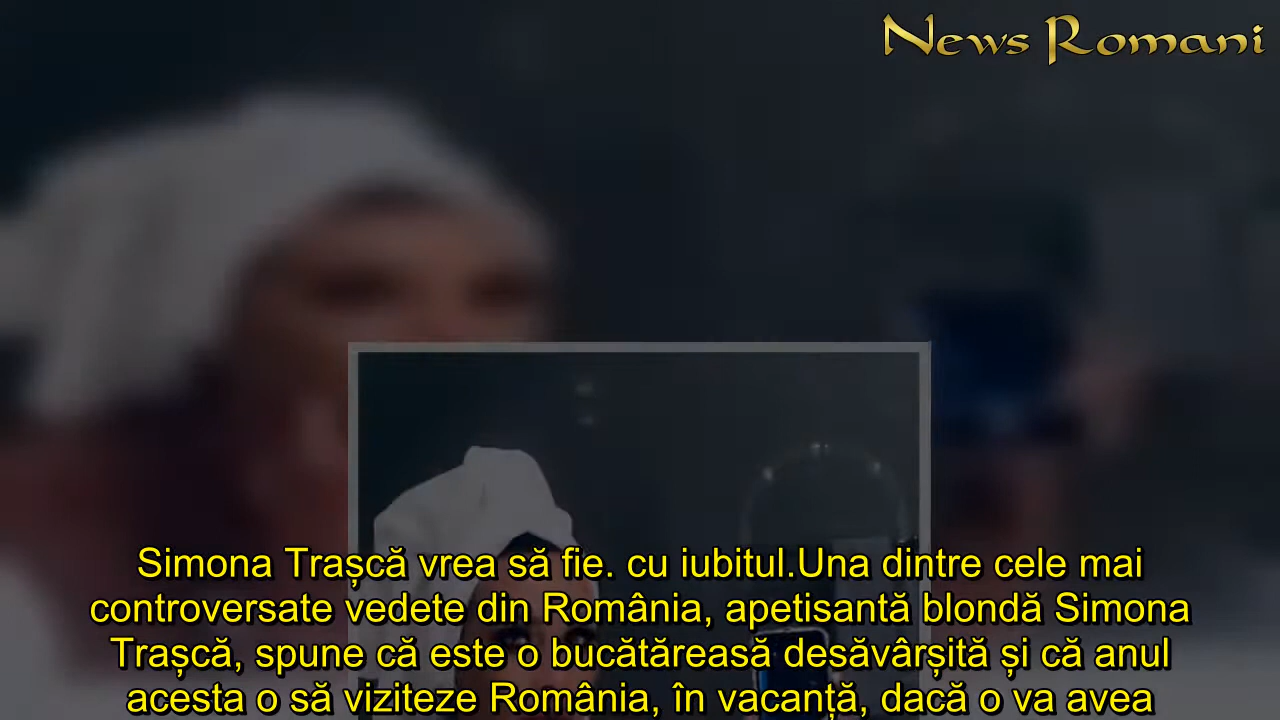 News Romani
Simona Trașcă vrea să fie. cu iubitul.Una dintre cele mai
controversate vedete din România, apetisantă blondă Simona
Trașcă, spune că este o bucătăreasă desăvârșită și că anul
acesta o să viziteze România, în vacanță, dacă o va avea